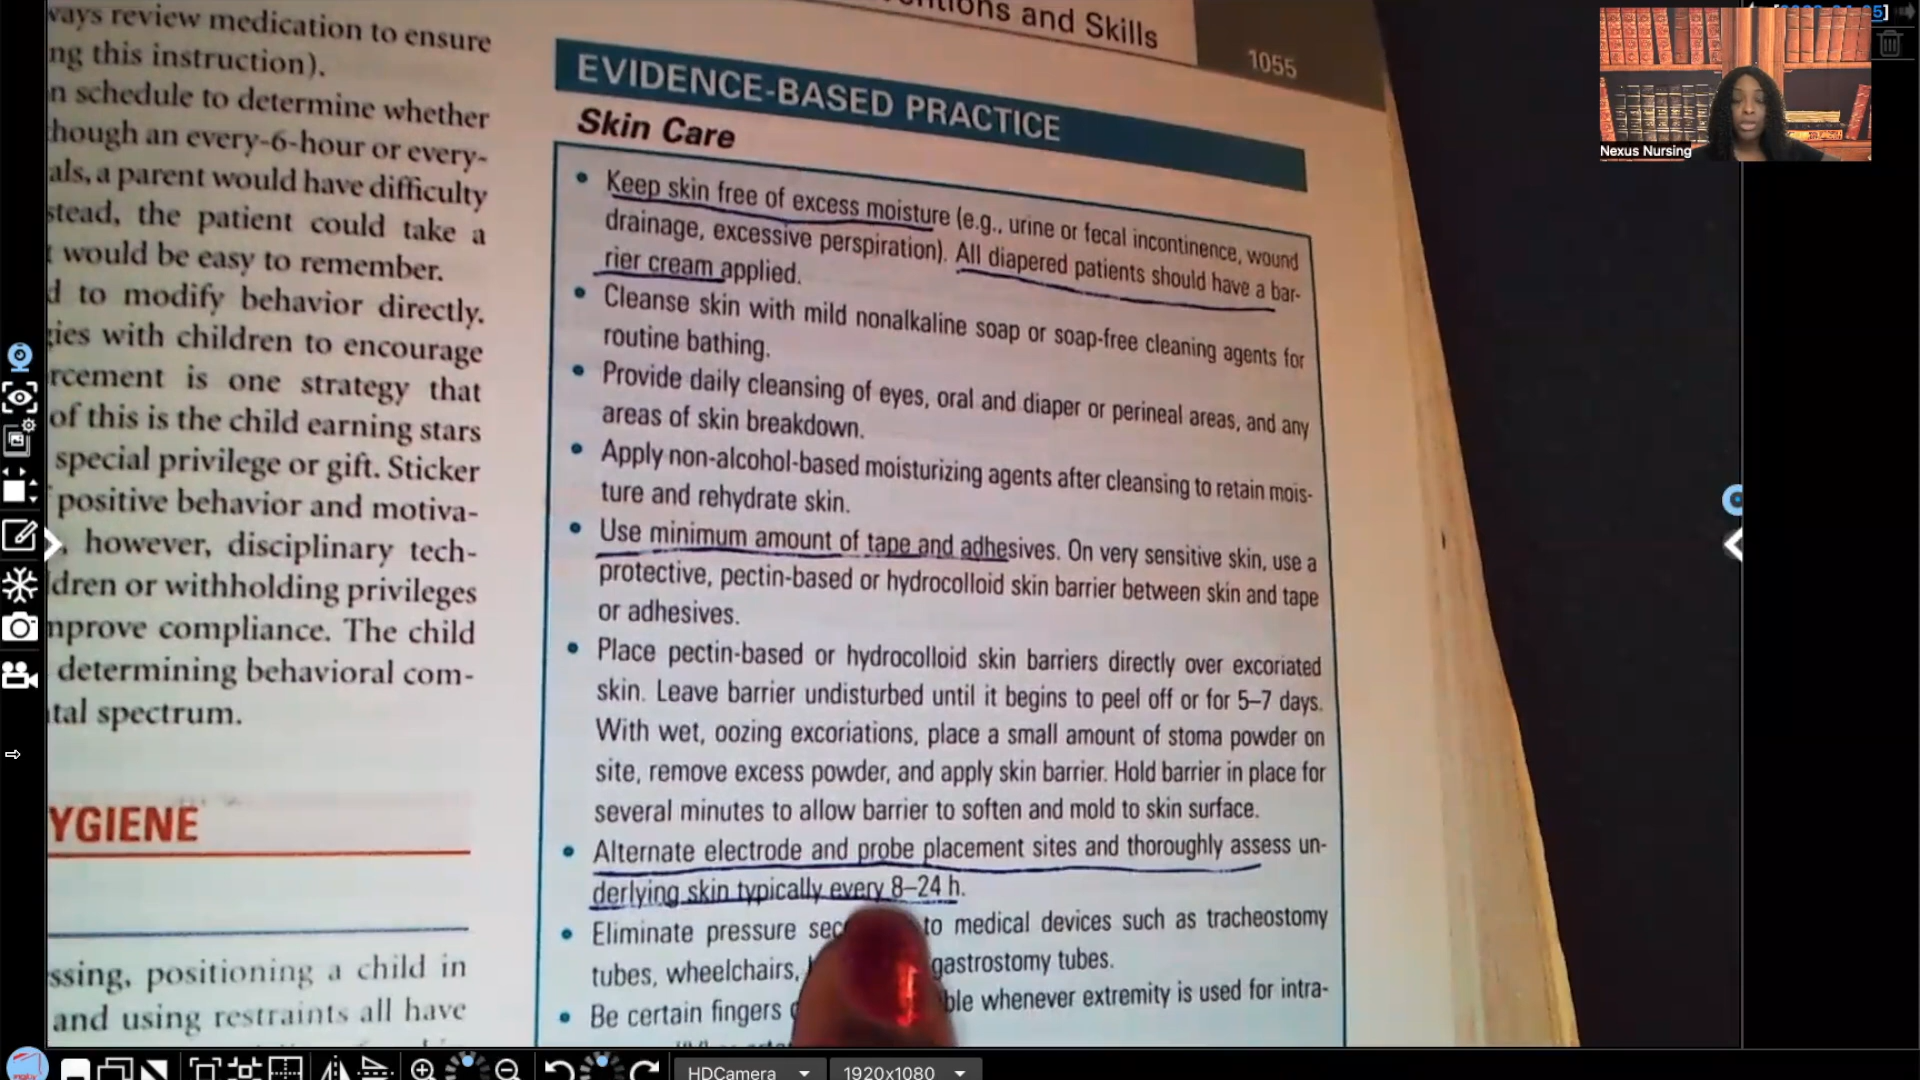 ntions and Skills
1055
ways review medication to ensure
ng this instruction).
n schedule to determine whether
though an every-6-hour or every-
als, a parent would have difficulty
stead, the patient could take a
t would be easy to remember.
d to modify behavior directly.
gies with children to encourage
rcement is one strategy that
of this is the child earning stars
special privilege or gift. Sticker
positive behavior and motiva-
, however, disciplinary tech-
ldren or withholding privileges
mprove compliance. The child
determining behavioral com-
tal spectrum.
YGIENE
ssing, positioning a child in
and using restraints all have
EVIDENCE-BASED PRACTICE
Skin Care
• Keep skin free of excess moisture (e.g., urine or fecal incontinence, wound
drainage, excessive perspiration). All diapered patients should have a bar-
rier cream applied.
• Cleanse skin with mild nonalkaline soap or soap-free cleaning agents for
routine bathing.
• Provide daily cleansing of eyes, oral and diaper or perineal areas, and any
areas of skin breakdown.
• Apply non-alcohol-based moisturizing agents after cleansing to retain mois-
ture and rehydrate skin.
• Use minimum amount of tape and adhesives. On very sensitive skin, use a
protective, pectin-based or hydrocolloid skin barrier between skin and tape
or adhesives.
• Place pectin-based or hydrocolloid skin barriers directly over excoriated
skin. Leave barrier undisturbed until it begins to peel off or for 5–7 days.
With wet, oozing excoriations, place a small amount of stoma powder on
site, remove excess powder, and apply skin barrier. Hold barrier in place for
several minutes to allow barrier to soften and mold to skin surface.
• Alternate electrode and probe placement sites and thoroughly assess un-
derlying skin typically every 8–24 h.
• Eliminate pressure sec to medical devices such as tracheostomy
tubes, wheelchairs, gastrostomy tubes.
• Be certain fingers ble whenever extremity is used for intra-
Nexus Nursing
HDCamera
1920x1080